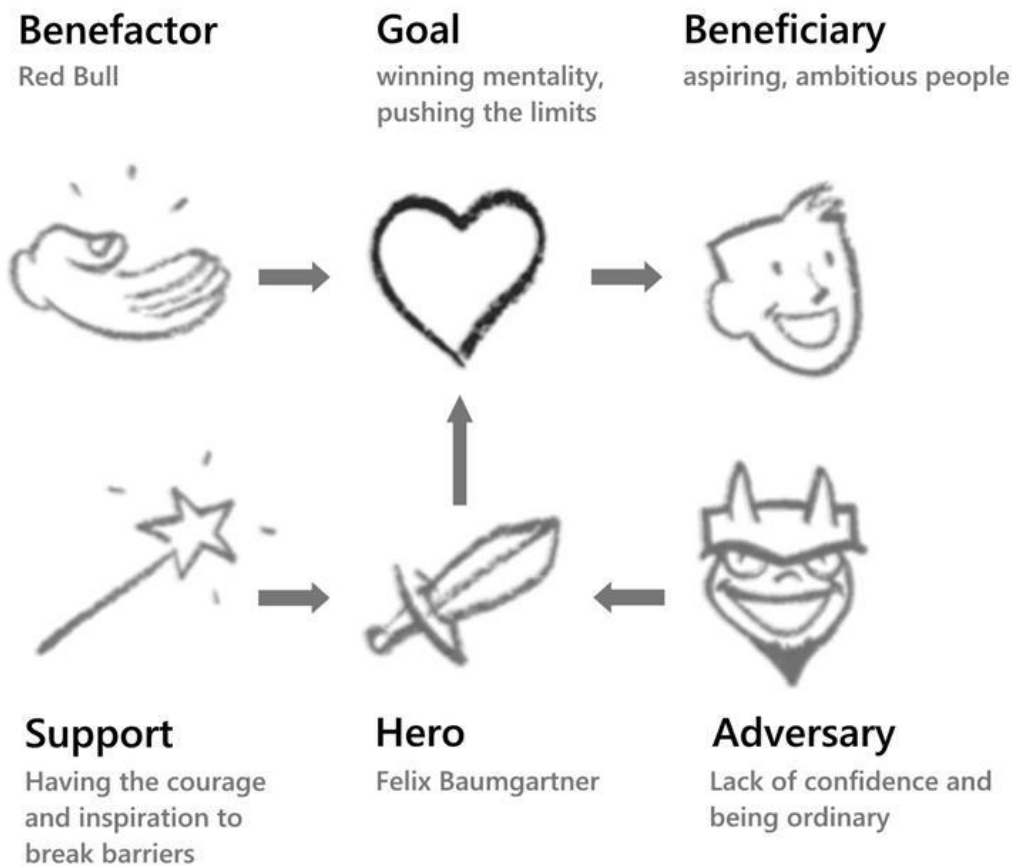 Benefactor
Red Bull
Goal
winning mentality,
pushing the limits
Beneficiary
aspiring, ambitious people
Support
Having the courage
and inspiration to
break barriers
Hero
Felix Baumgartner
Adversary
Lack of confidence and
being ordinary